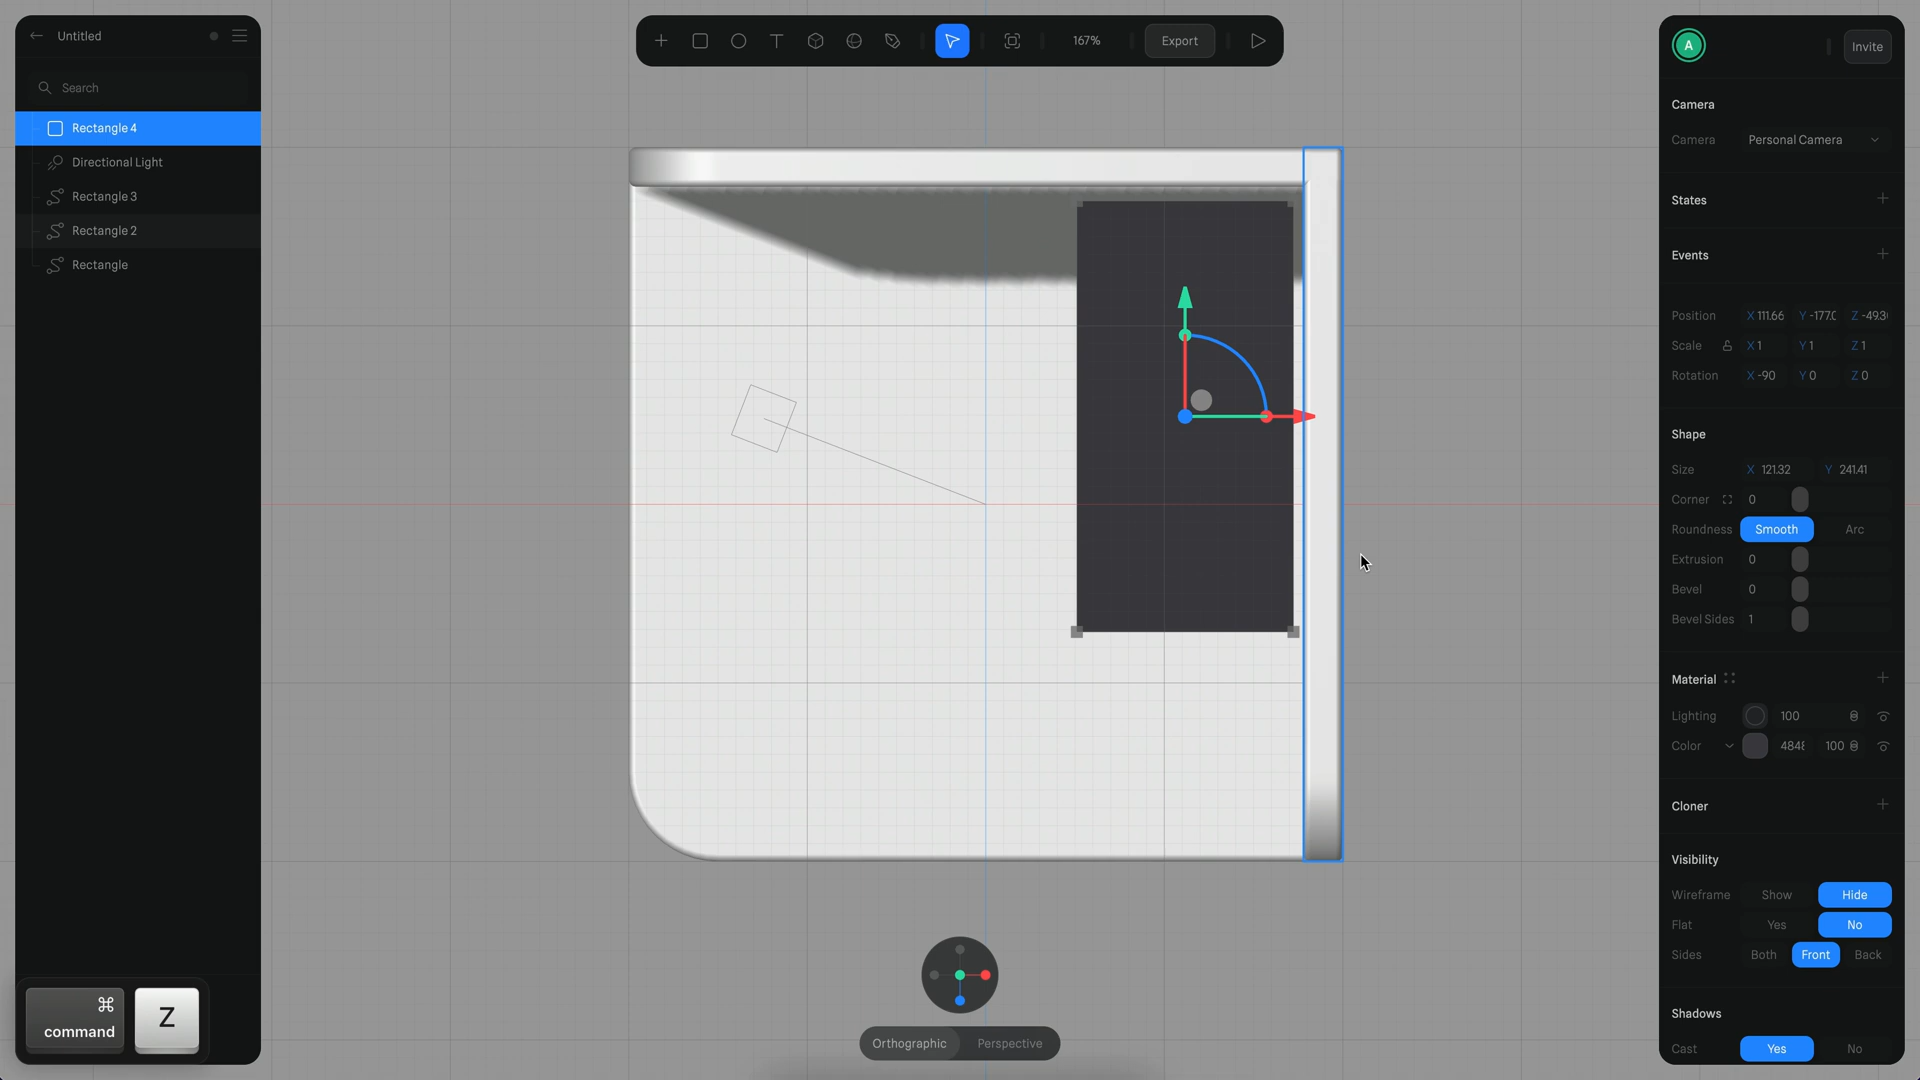 Untitled
Search
Rectangle 4
Directional Light
Rectangle 3
Rectangle 2
Rectangle
command
Z
167%
Export
Orthographic
Perspective
A
Invite
Camera
Camera
Personal Camera
States
Events
Position X 111.66 Y -177.0 Z -49.3
Scale X 1 Y 1 Z 1
Rotation X -90 Y 0 Z 0
Shape
Size X 121.32 Y 241.41
Corner 0
Roundness Smooth Arc
Extrusion 0
Bevel 0
Bevel Sides 1
Material
Lighting 100
Color 4848 100
Cloner
Visibility
Wireframe Show Hide
Flat Yes No
Sides Both Front Back
Shadows
Cast Yes No